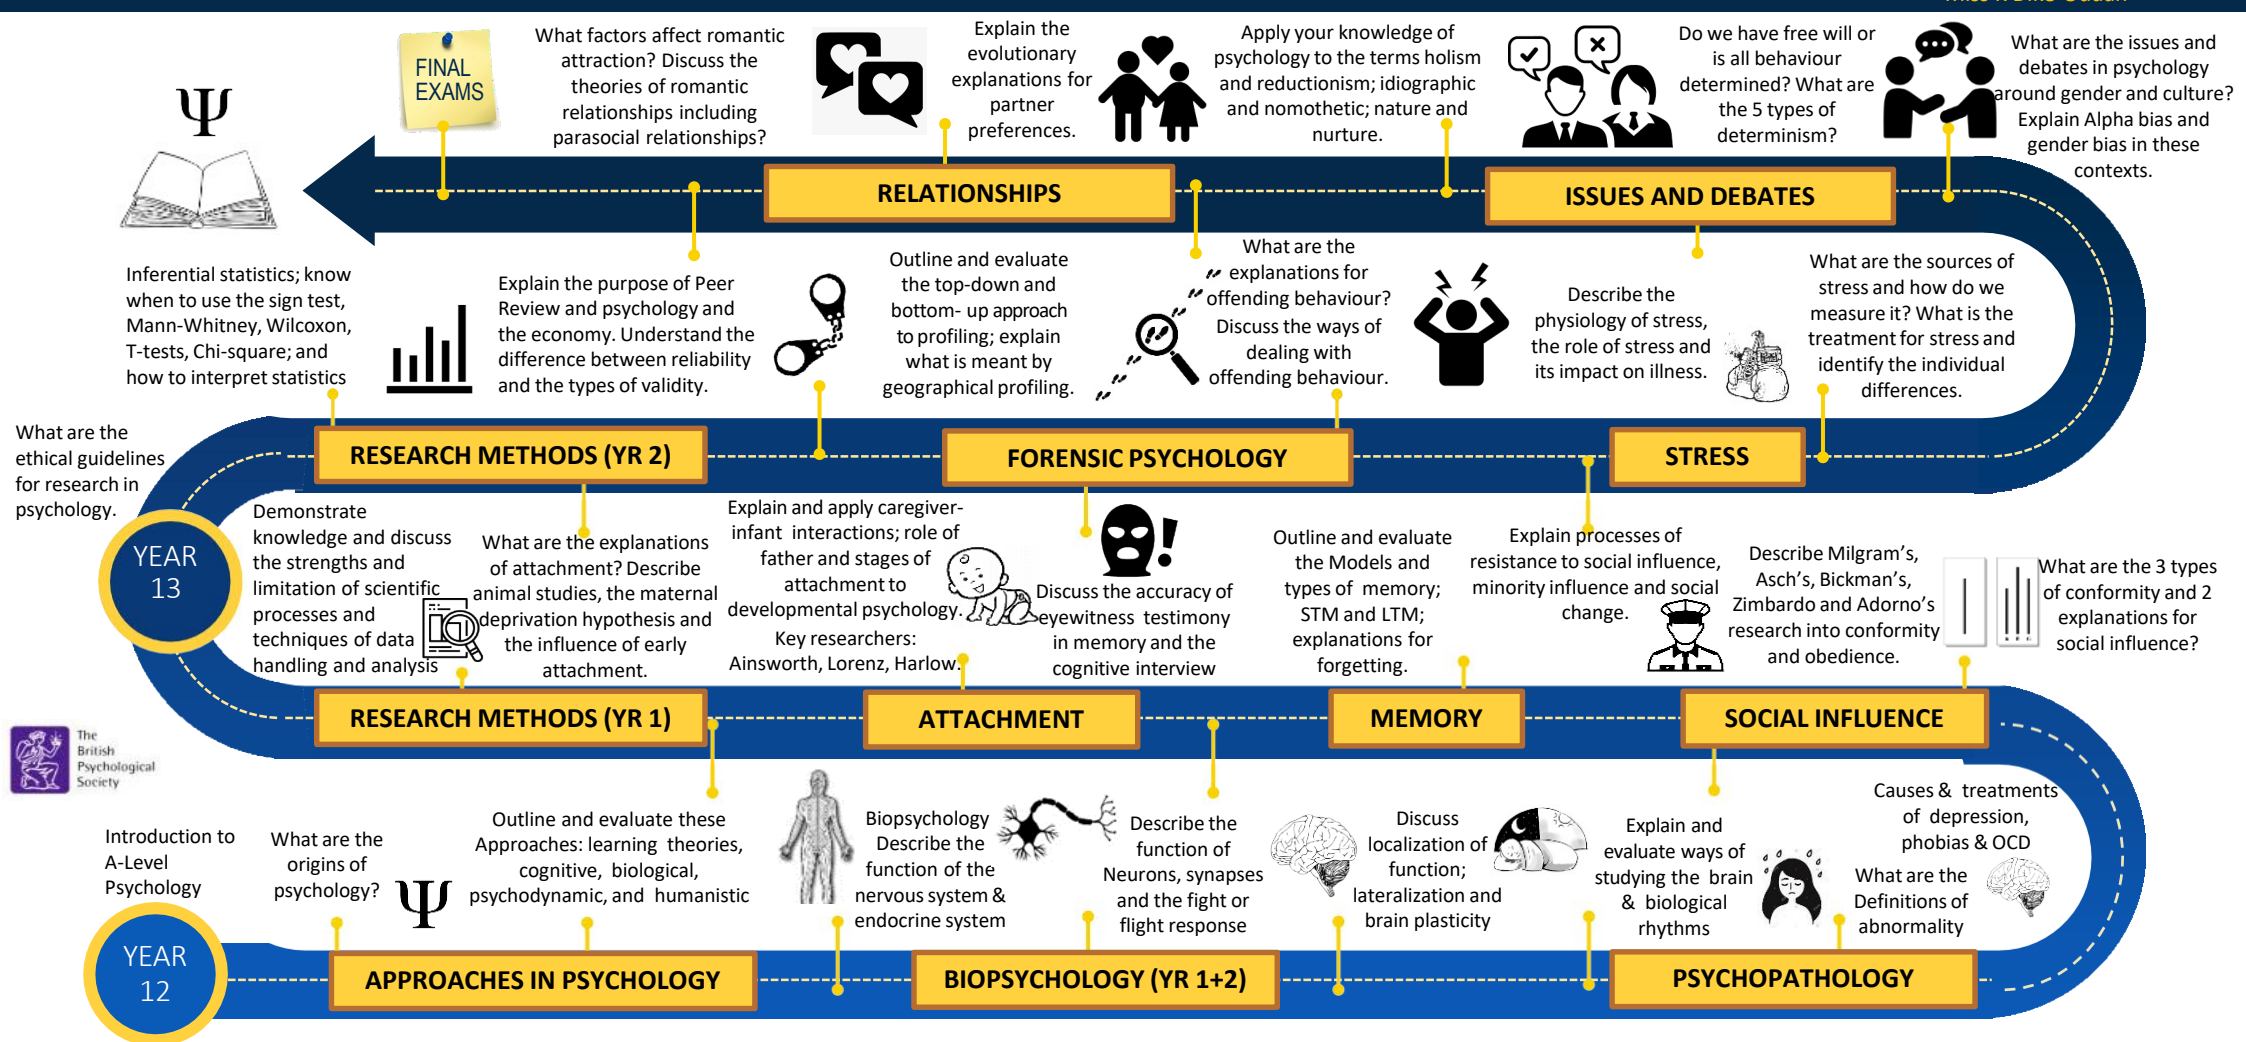 FINAL
EXAMS
What factors affect romantic
attraction? Discuss the
theories of romantic
relationships including
parasocial relationships?
Explain the
evolutionary
explanations for
partner
preferences.
Apply your knowledge of
psychology to the terms holism
and reductionism; idiographic
and nomothetic; nature and
nurture.
Do we have free will or
is all behaviour
determined? What are
the 5 types of
determinism?
What are the issues and
debates in psychology
around gender and culture?
Explain Alpha bias and
gender bias in these
contexts.
Ψ
RELATIONSHIPS
ISSUES AND DEBATES
Inferential statistics; know
when to use the sign test,
Mann-Whitney, Wilcoxon,
T-tests, Chi-square; and
how to interpret statistics
Explain the purpose of Peer
Review and psychology and
the economy. Understand the
difference between reliability
and the types of validity.
Outline and evaluate
the top-down and
bottom- up approach
to profiling; explain
what is meant by
geographical profiling.
What are the
explanations for
offending behaviour?
Discuss the ways of
dealing with
offending behaviour.
Describe the
physiology of stress,
the role of stress and
its impact on illness.
What are the sources of
stress and how do we
measure it? What is the
treatment for stress and
identify the individual
differences.
What are the
ethical guidelines
for research in
psychology.
RESEARCH METHODS (YR 2)
FORENSIC PSYCHOLOGY
STRESS
YEAR
13
Demonstrate
knowledge and discuss
the strengths and
limitation of scientific
processes and
techniques of data
handling and analysis
What are the explanations
of attachment? Describe
animal studies, the maternal
deprivation hypothesis and
the influence of early
attachment.
Explain and apply caregiver-
infant interactions; role of
father and stages of
attachment to
developmental psychology.
Key researchers:
Ainsworth, Lorenz, Harlow.
!
Discuss the accuracy of
eyewitness testimony
in memory and the
cognitive interview
Outline and evaluate
the Models and
types of memory;
STM and LTM;
explanations for
forgetting.
Explain processes of
resistance to social influence,
minority influence and social
change.
Describe Milgram's,
Asch's, Bickman's,
Zimbardo and Adorno's
research into conformity
and obedience.
What are the 3 types
of conformity and 2
explanations for
social influence?
RESEARCH METHODS (YR 1)
ATTACHMENT
MEMORY
SOCIAL INFLUENCE
The
British
Psychological
Society
Introduction to
A-Level
Psychology
What are the
origins of
psychology?
Ψ
Outline and evaluate these
Approaches: learning theories,
cognitive, biological,
psychodynamic, and humanistic
Biopsychology
Describe the
function of the
nervous system &
endocrine system
Describe the
function of
Neurons, synapses
and the fight or
flight response
Discuss
localization of
function;
lateralization and
brain plasticity
Explain and
evaluate ways of
studying the brain
& biological
rhythms
Causes & treatments
of depression,
phobias & OCD
What are the
Definitions of
abnormality
YEAR
12
APPROACHES IN PSYCHOLOGY
BIOPSYCHOLOGY (YR 1+2)
PSYCHOPATHOLOGY